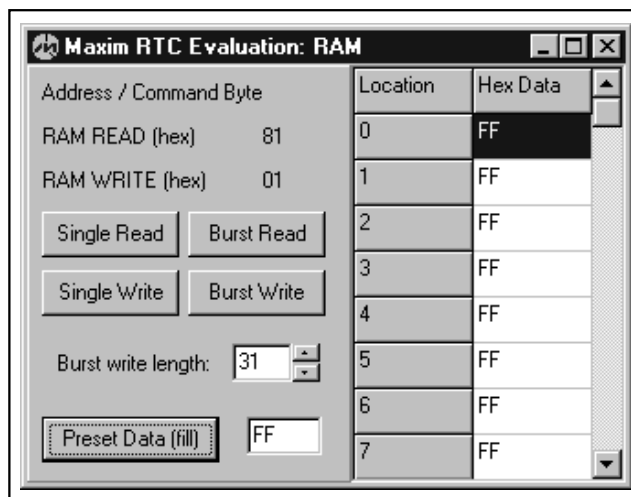 Maxim RTC Evaluation: RAM
Address / Command Byte
RAM READ (hex) 81
RAM WRITE (hex) 01
Single Read Burst Read
Single Write Burst Write
Burst write length: 31
Preset Data (fill) FF
Location Hex Data
0 FF
1 FF
2 FF
3 FF
4 FF
5 FF
6 FF
7 FF